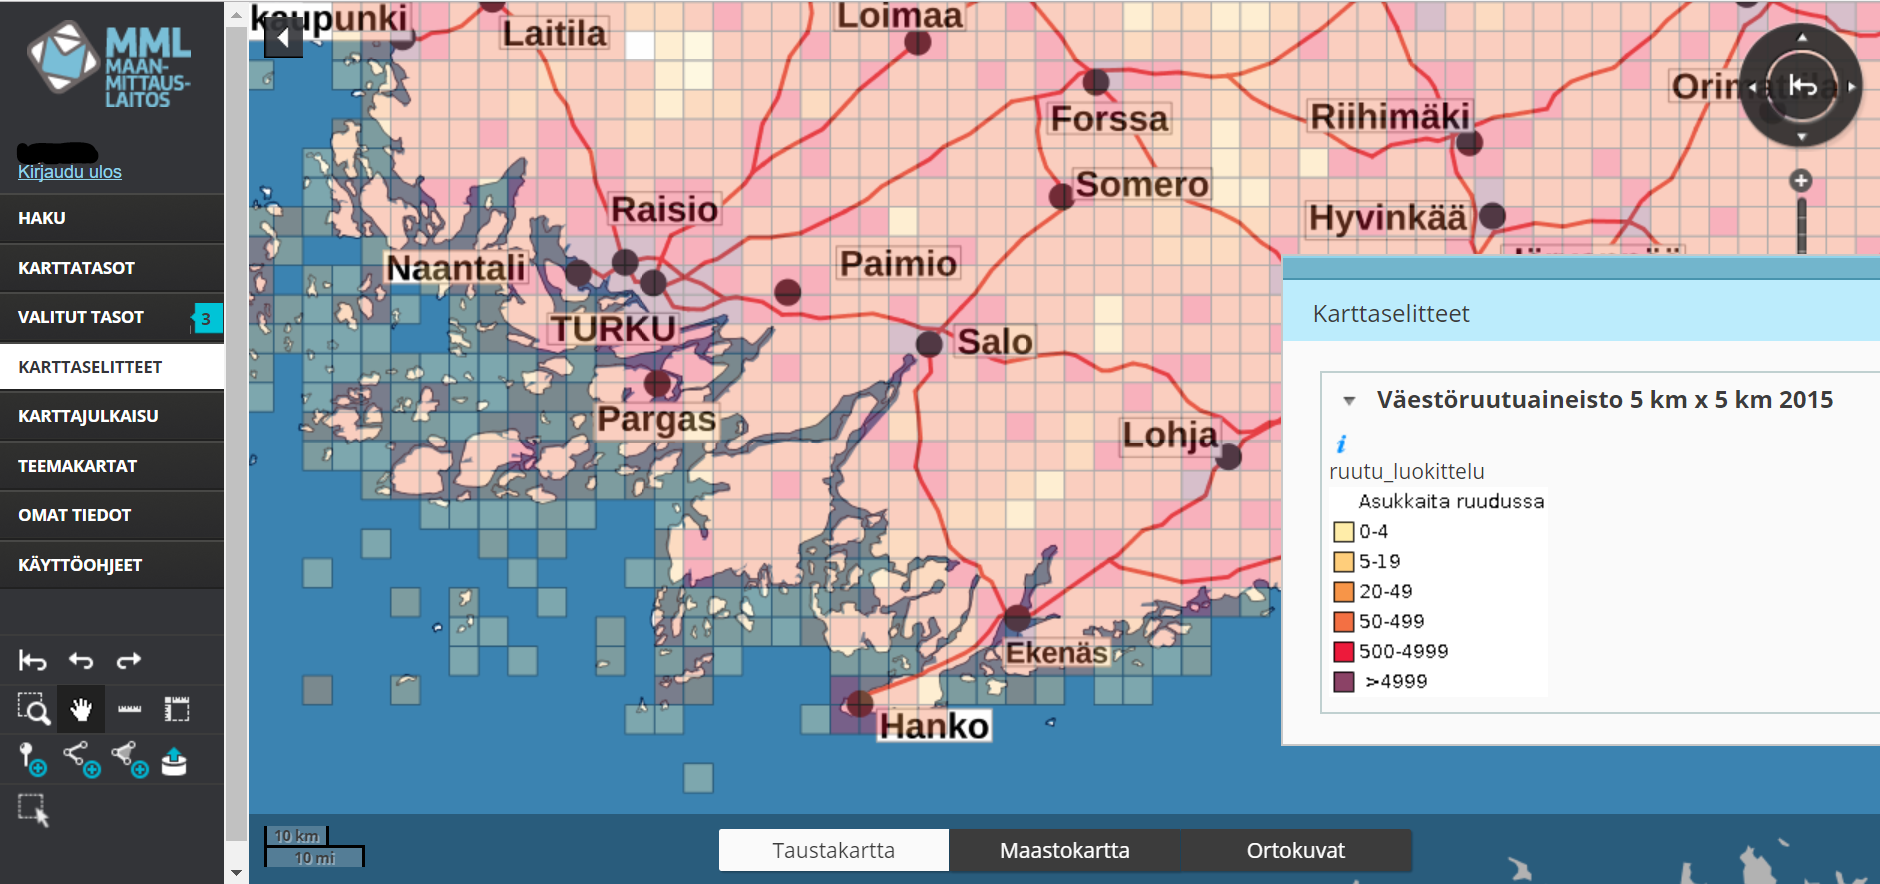 MML
MAAN-
MITTAUS-
LAITOS
Kirjaudu ulos
HAKU
KARTTATASOT
VALITUT TASOT
3
KARTTASELITTEET
KARTTAJULKAISU
TEEMAKARTAT
OMAT TIEDOT
KÄYTTÖOHJEET
kaupunki
Laitila
Loimaa
Forssa
Riihimäki
Somero
Raisio
Hyvinkää
Naantali
Paimio
TURKU
Salo
Pargas
Lohja
Ekenäs
Hanko
Karttaselitteet
Väestöruutuaineisto 5 km x 5 km 2015
i
ruutu_luokittelu
Asukkaita ruudussa
0-4
5-19
20-49
50-499
500-4999
>4999
10 km
10 mi
Taustakartta
Maastokartta
Ortokuvat